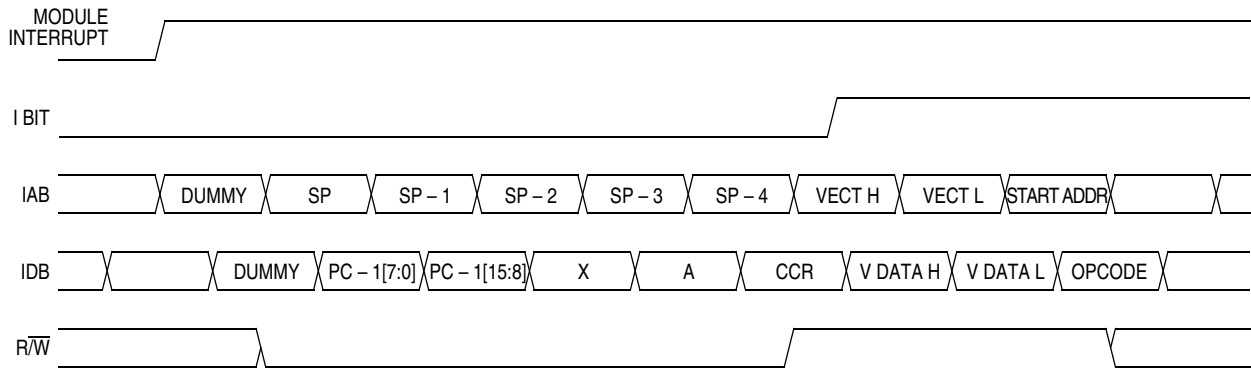 MODULE
INTERRUPT
I BIT
IAB DUMMY SP SP – 1 SP – 2 SP – 3 SP – 4 VECT H VECT L START ADDR
IDB DUMMY PC – 1[7:0] PC – 1[15:8] X A CCR V DATA H V DATA L OPCODE
R/W̅